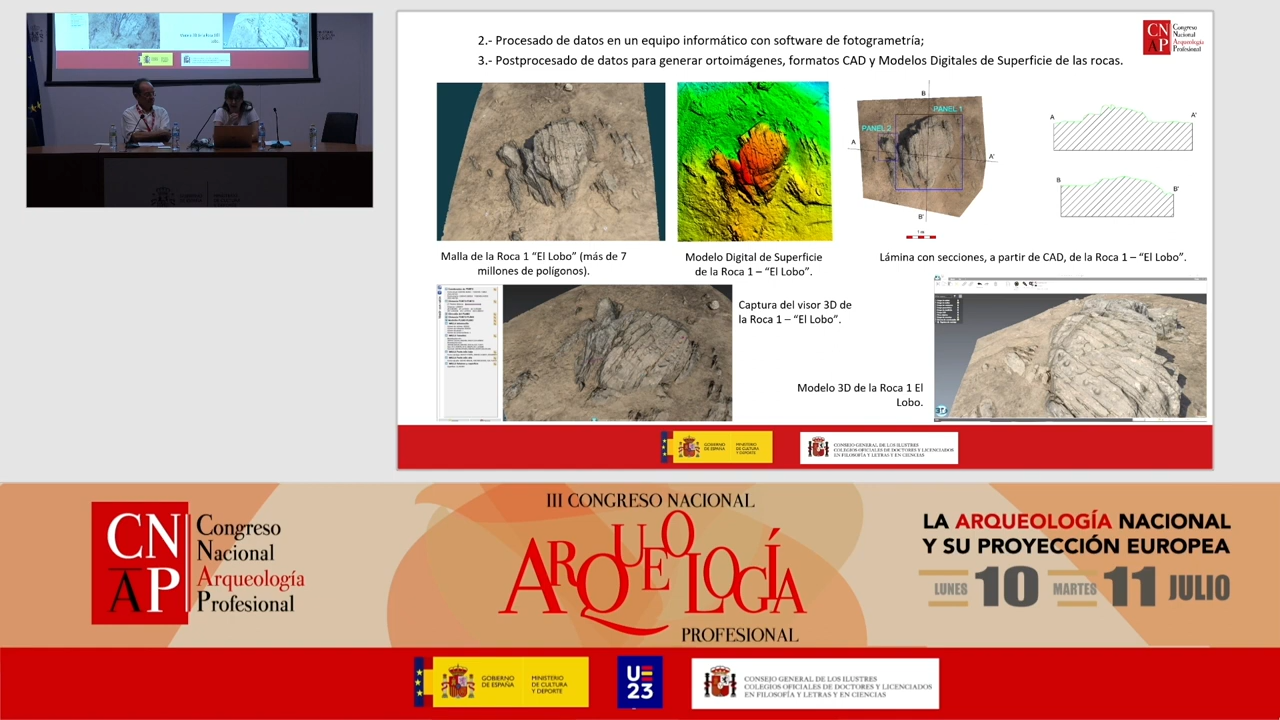 2.- Procesado de datos en un equipo informático con software de fotogrametría;
3.- Postprocesado de datos para generar ortoimágenes, formatos CAD y Modelos Digitales de Superficie de las rocas.
CN
AP
Congreso
Nacional
Arqueología
Profesional
B
PANEL 1
PANEL 2
A
A'
B'
A
A'
B
B'
Malla de la Roca 1 “El Lobo” (más de 7
millones de polígonos).
Modelo Digital de Superficie
de la Roca 1 – “El Lobo”.
Lámina con secciones, a partir de CAD, de la Roca 1 – “El Lobo”.
Captura del visor 3D de
la Roca 1 – “El Lobo”.
Modelo 3D de la Roca 1 El
Lobo.
GOBIERNO
DE ESPAÑA
MINISTERIO
DE CULTURA
Y DEPORTE
CONSEJO GENERAL DE LOS ILUSTRES
COLEGIOS OFICIALES DE DOCTORES Y LICENCIADOS
EN FILOSOFÍA Y LETRAS Y EN CIENCIAS
CN
AP
Congreso
Nacional
Arqueología
Profesional
III CONGRESO NACIONAL
ARQUEOLOGÍA
PROFESIONAL
LA ARQUEOLOGÍA NACIONAL
Y SU PROYECCIÓN EUROPEA
LUNES 10 MARTES 11 JULIO
GOBIERNO
DE ESPAÑA
MINISTERIO
DE CULTURA
Y DEPORTE
UE
23
CONSEJO GENERAL DE LOS ILUSTRES
COLEGIOS OFICIALES DE DOCTORES Y LICENCIADOS
EN FILOSOFÍA Y LETRAS Y EN CIENCIAS